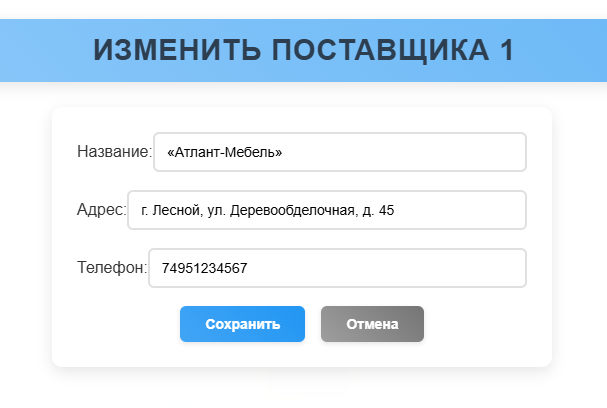 ИЗМЕНИТЬ ПОСТАВЩИКА 1
Название: «Атлант-Мебель»
Адрес: г. Лесной, ул. Деревообделочная, д. 45
Телефон: 74951234567
Сохранить Отмена